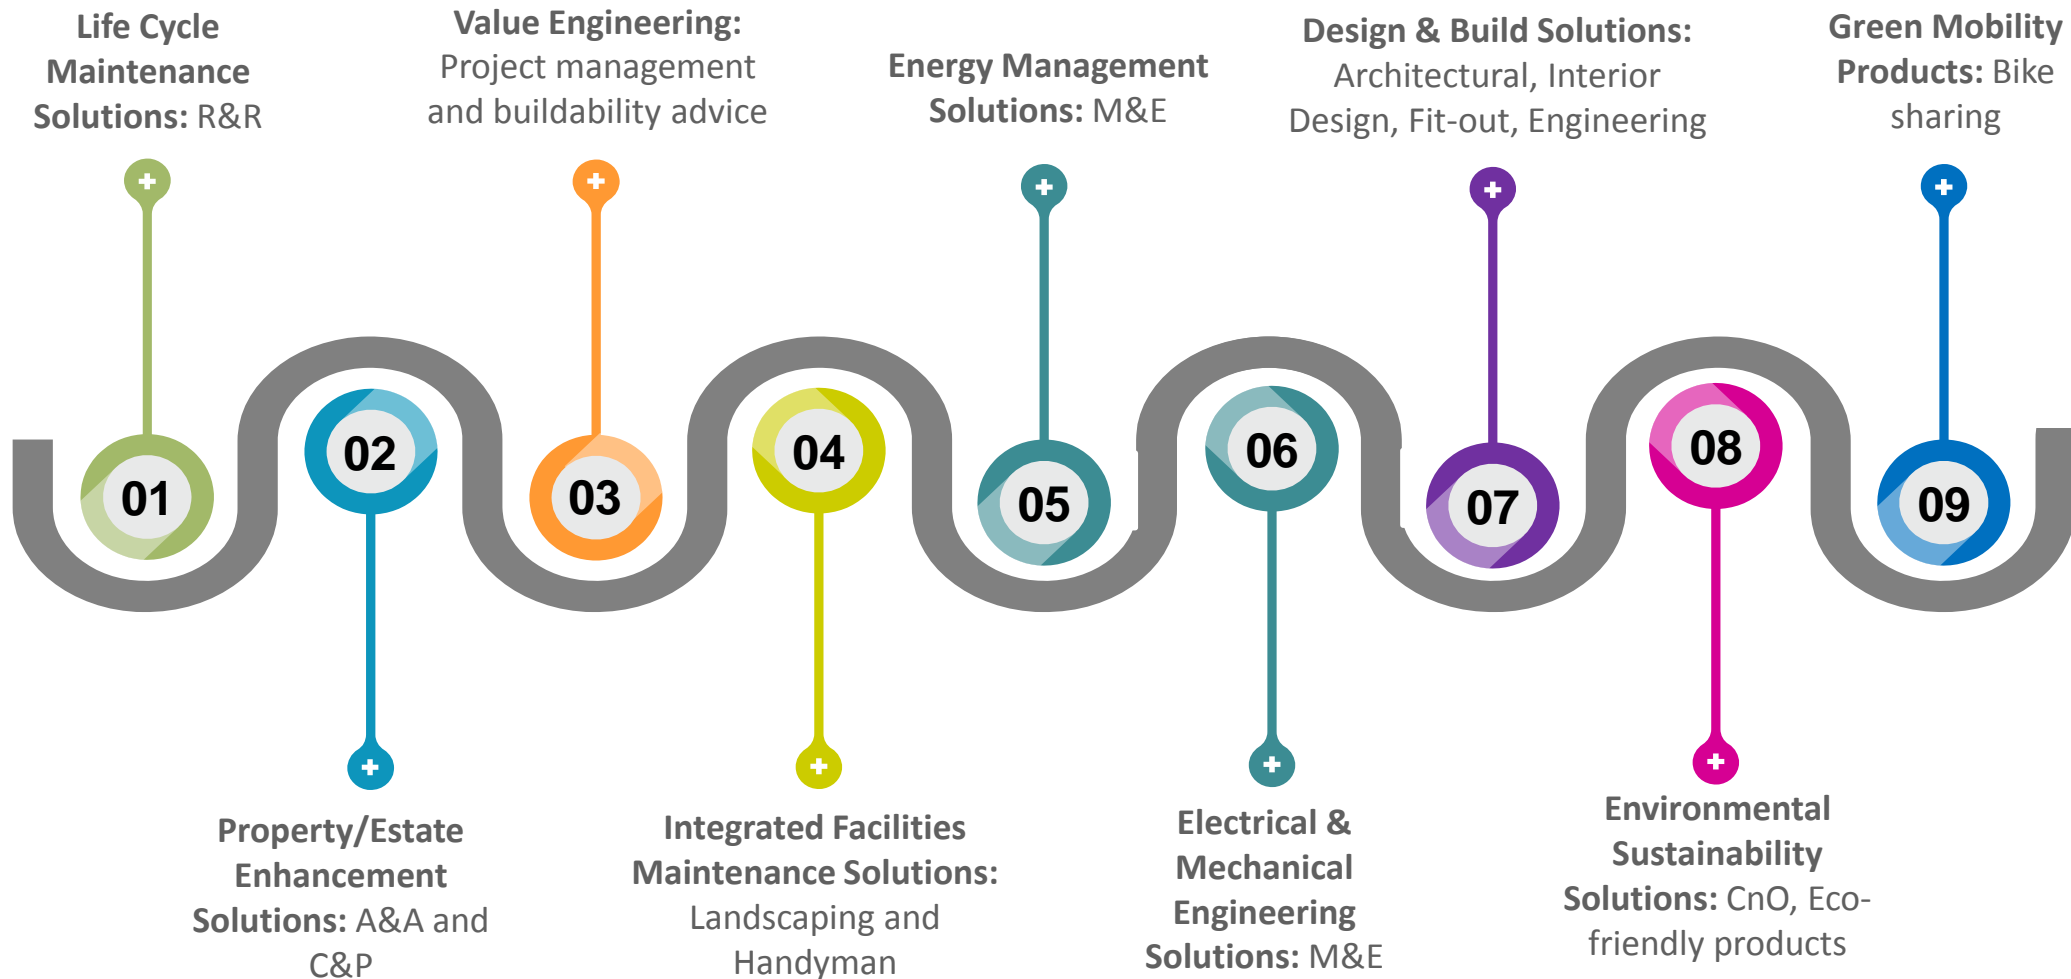 Life Cycle
Maintenance
Solutions: R&R
Value Engineering:
Project management
and buildability advice
Energy Management
Solutions: M&E
Design & Build Solutions:
Architectural, Interior
Design, Fit-out, Engineering
Green Mobility
Products: Bike
sharing
01
02
03
04
05
06
07
08
09
Property/Estate
Enhancement
Solutions: A&A and
C&P
Integrated Facilities
Maintenance Solutions:
Landscaping and
Handyman
Electrical &
Mechanical
Engineering
Solutions: M&E
Environmental
Sustainability
Solutions: CnO, Eco-
friendly products